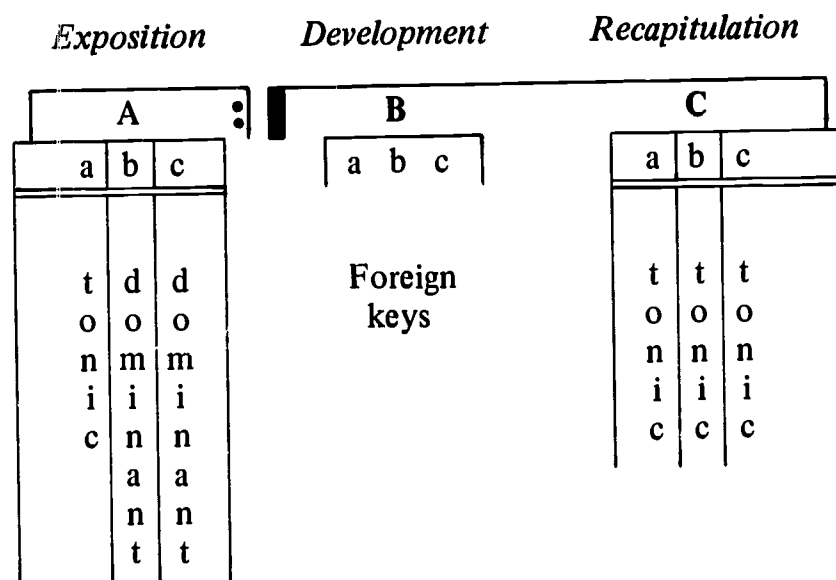 Exposition Development Recapitulation
A B C
a b c a b c a b c
tonic dominant dominant Foreign keys tonic tonic tonic